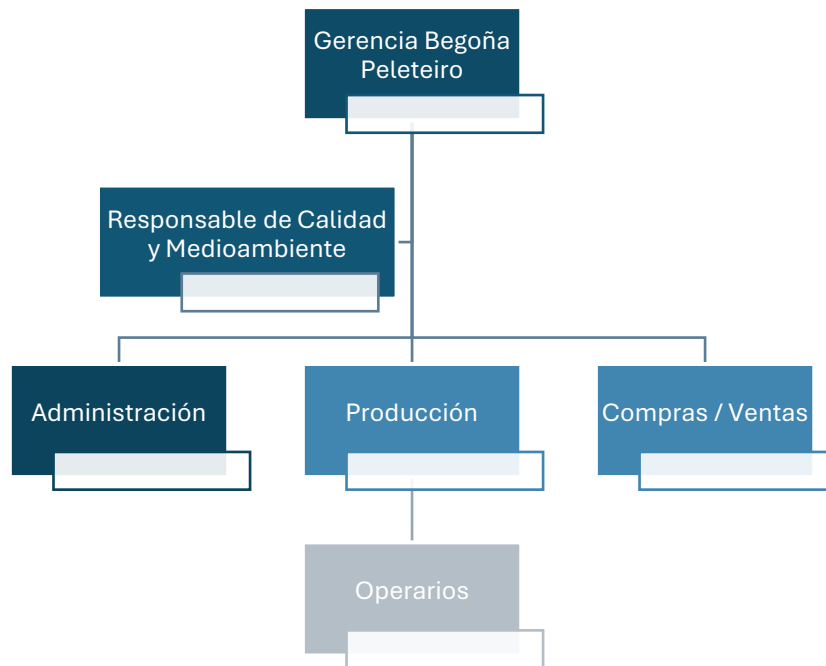 Gerencia Begoña
Peleteiro
Responsable de Calidad
y Medioambiente
Administración
Producción
Compras / Ventas
Operarios